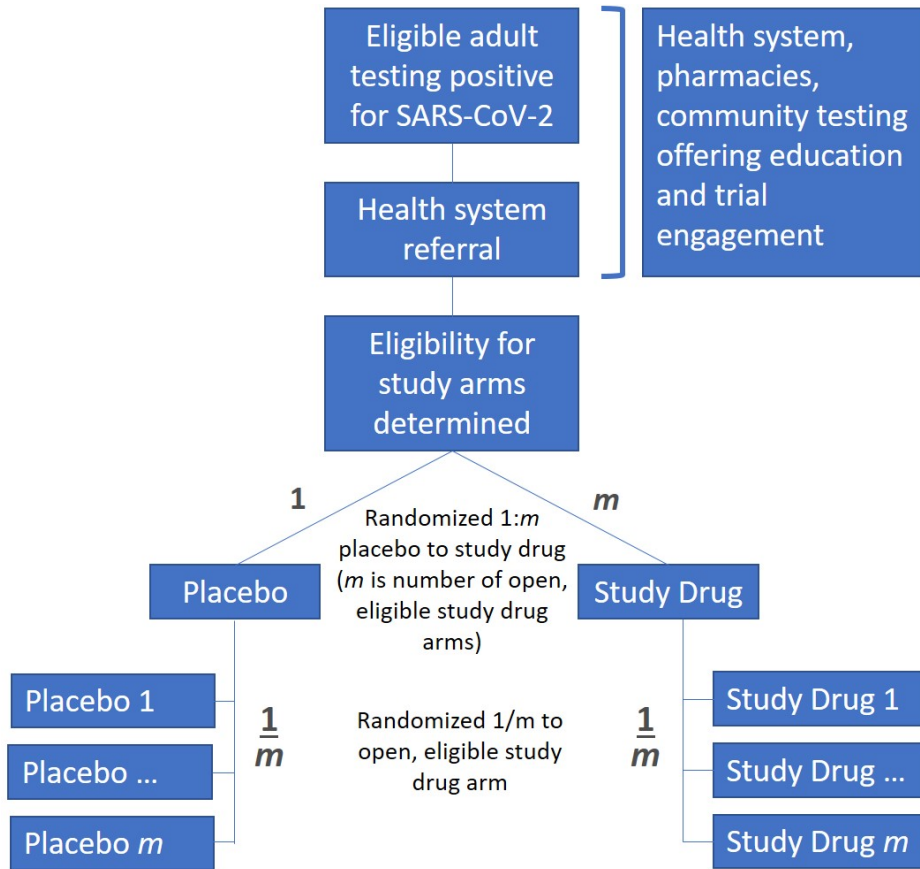 Eligible adult
testing positive
for SARS-CoV-2
Health system,
pharmacies,
community testing
offering education
and trial
engagement
Health system
referral
Eligibility for
study arms
determined
1
m
Randomized 1:m
placebo to study drug
(m is number of open,
eligible study drug
arms)
Placebo
Study Drug
Placebo 1
Placebo ...
Placebo m
1
m
Randomized 1/m to
open, eligible study
drug arm
1
m
Study Drug 1
Study Drug ...
Study Drug m